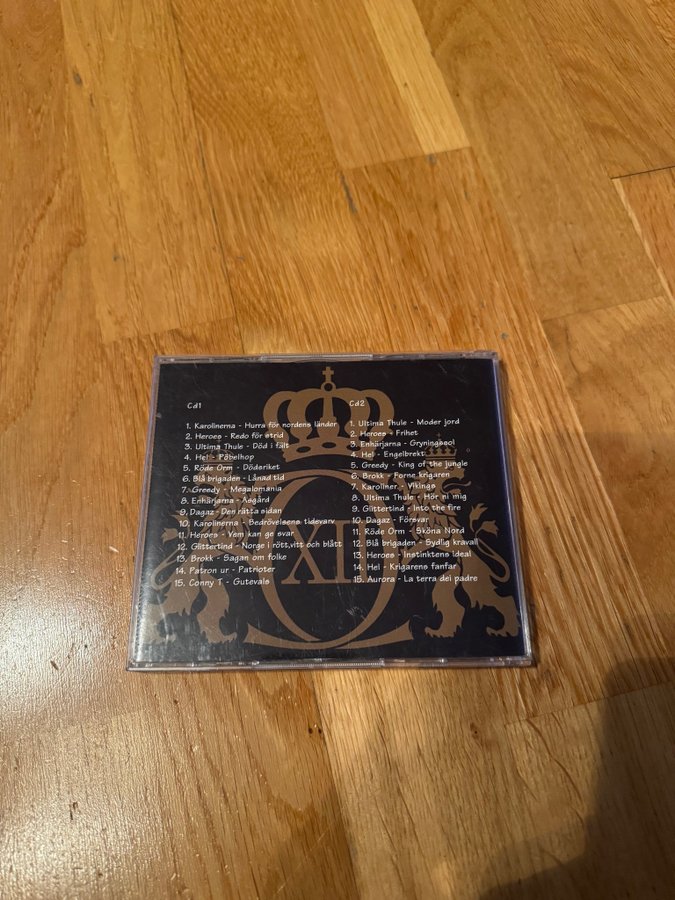 Cd1
1. Karolinerna - Hurra för nordens länder
2. Heroes - Redo för strid
3. Ultima Thule - Död i fält
4. Hel - Pöbelhop
5. Röde Orm - Döderiket
6. Blå brigaden - Lånad tid
7. Greedy - Megalomania
8. Enhärjarna - Asgård
9. Dagaz - Den rätta sidan
10. Karolinerna - Bedrövelsens tidevarv
11. Heroes - Vem kan ge svar
12. Glittertind - Norge i rött,vitt och blått
13. Brokk - Sagan om folke
14. Patron ur - Patrioter
15. Conny T - Gutevals
Cd2
1. Ultima Thule - Moder jord
2. Heroes - Frihet
3. Enhärjarna - Gryningssol
4. Hel - Engelbrekt
5. Greedy - King of the jungle
6. Brokk - Forne krigaren
7. Karoliner - Vikings
8. Ultima Thule - Hör ni mig
9. Glittertind - Into the fire
10. Dagaz - Försvar
11. Röde Orm - Sköna Nord
12. Blå brigaden - Sydlig kravall
13. Heroes - Instinktens ideal
14. Hel - Krigarens fanfar
15. Aurora - La terra dei padre
XII